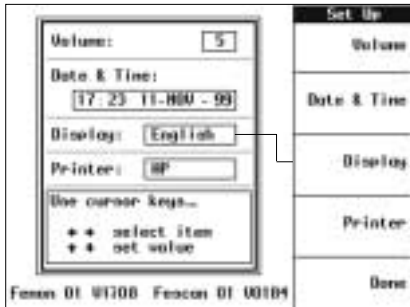 Set Up
Volume: 5
Volume
Date & Time:
17:23 11-NOV-99
Date & Time
Display: English
Display
Printer: HP
Printer
Use cursor keys…
select item
set value
Done